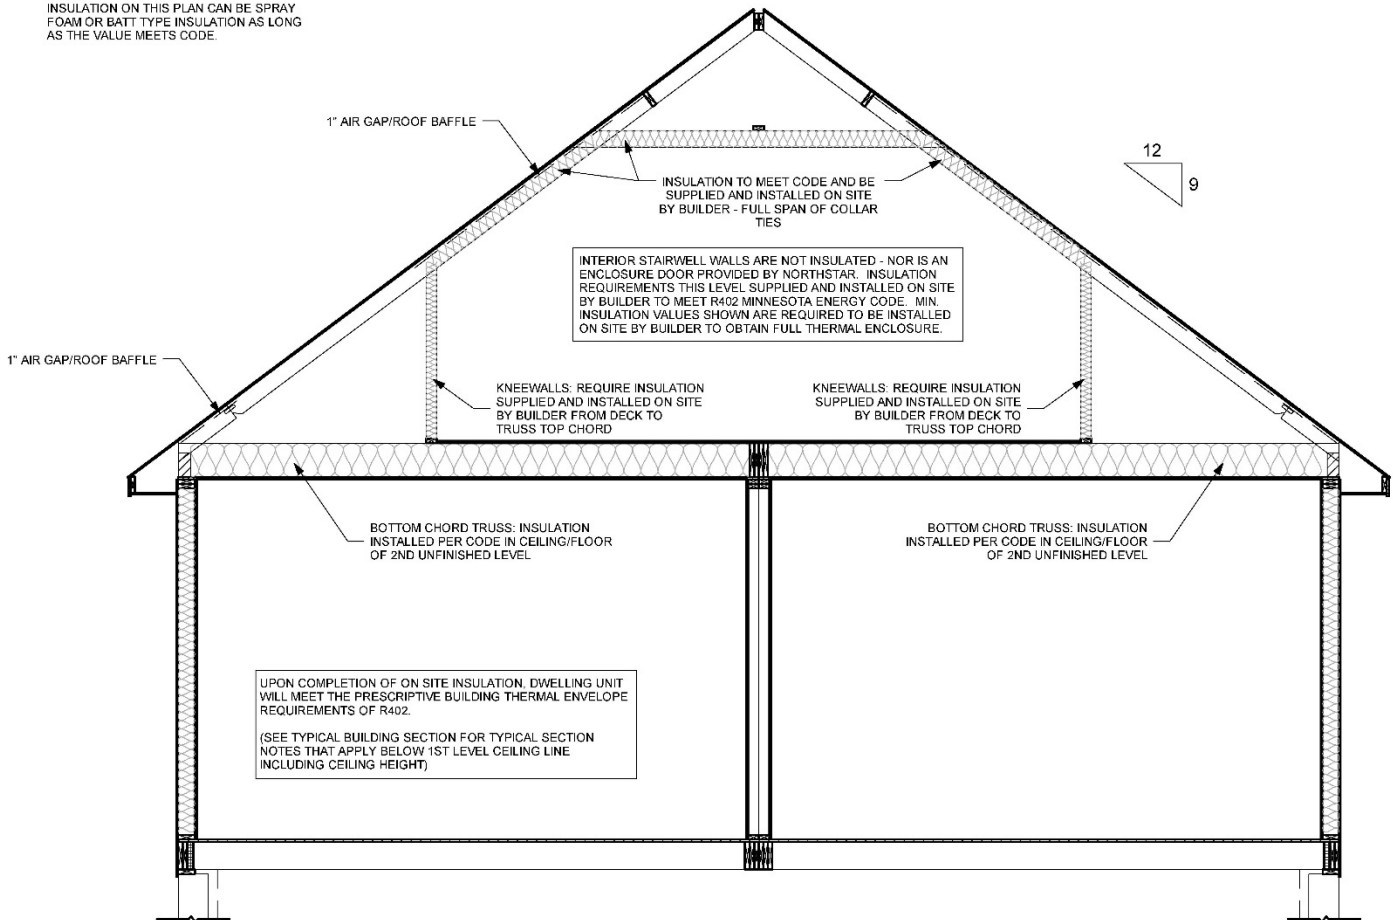 INSULATION ON THIS PLAN CAN BE SPRAY
FOAM OR BATT TYPE INSULATION AS LONG
AS THE VALUE MEETS CODE.
1" AIR GAP/ROOF BAFFLE
12
9
INSULATION TO MEET CODE AND BE
SUPPLIED AND INSTALLED ON SITE
BY BUILDER - FULL SPAN OF COLLAR
TIES
INTERIOR STAIRWELL WALLS ARE NOT INSULATED - NOR IS AN
ENCLOSURE DOOR PROVIDED BY NORTHSTAR. INSULATION
REQUIREMENTS THIS LEVEL SUPPLIED AND INSTALLED ON SITE
BY BUILDER TO MEET R402 MINNESOTA ENERGY CODE. MIN.
INSULATION VALUES SHOWN ARE REQUIRED TO BE INSTALLED
ON SITE BY BUILDER TO OBTAIN FULL THERMAL ENCLOSURE.
1" AIR GAP/ROOF BAFFLE
KNEEWALLS: REQUIRE INSULATION
SUPPLIED AND INSTALLED ON SITE
BY BUILDER FROM DECK TO
TRUSS TOP CHORD
KNEEWALLS: REQUIRE INSULATION
SUPPLIED AND INSTALLED ON SITE
BY BUILDER FROM DECK TO
TRUSS TOP CHORD
BOTTOM CHORD TRUSS: INSULATION
INSTALLED PER CODE IN CEILING/FLOOR
OF 2ND UNFINISHED LEVEL
BOTTOM CHORD TRUSS: INSULATION
INSTALLED PER CODE IN CEILING/FLOOR
OF 2ND UNFINISHED LEVEL
UPON COMPLETION OF ON SITE INSULATION, DWELLING UNIT
WILL MEET THE PRESCRIPTIVE BUILDING THERMAL ENVELOPE
REQUIREMENTS OF R402.
(SEE TYPICAL BUILDING SECTION FOR TYPICAL SECTION
NOTES THAT APPLY BELOW 1ST LEVEL CEILING LINE
INCLUDING CEILING HEIGHT)